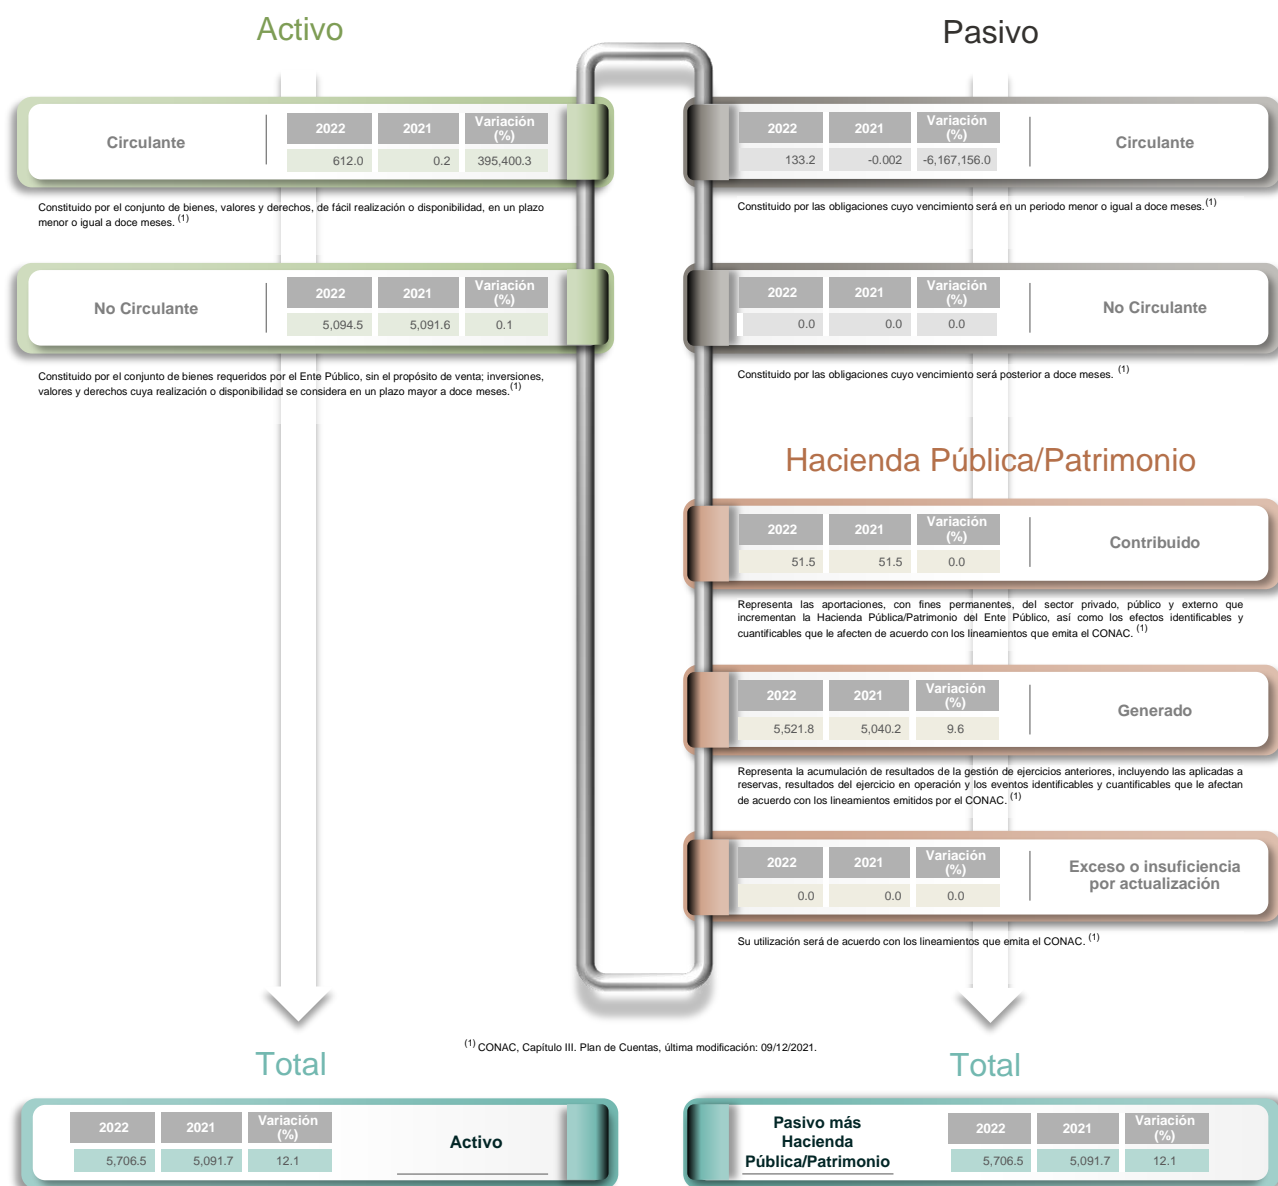 Activo
Circulante
2022 2021 Variación (%)
612.0 0.2 395,400.3
Constituido por el conjunto de bienes, valores y derechos, de fácil realización o disponibilidad, en un plazo
menor o igual a doce meses. (1)
No Circulante
2022 2021 Variación (%)
5,094.5 5,091.6 0.1
Constituido por el conjunto de bienes requeridos por el Ente Público, sin el propósito de venta; inversiones,
valores y derechos cuya realización o disponibilidad se considera en un plazo mayor a doce meses. (1)
Pasivo
2022 2021 Variación (%)
133.2 -0.002 -6,167,156.0
Circulante
Constituido por las obligaciones cuyo vencimiento será en un periodo menor o igual a doce meses. (1)
2022 2021 Variación (%)
0.0 0.0 0.0
No Circulante
Constituido por las obligaciones cuyo vencimiento será posterior a doce meses. (1)
Hacienda Pública/Patrimonio
2022 2021 Variación (%)
51.5 51.5 0.0
Contribuido
Representa las aportaciones, con fines permanentes, del sector privado, público y externo que
incrementan la Hacienda Pública/Patrimonio del Ente Público, así como los efectos identificables y
cuantificables que le afecten de acuerdo con los lineamientos que emita el CONAC. (1)
2022 2021 Variación (%)
5,521.8 5,040.2 9.6
Generado
Representa la acumulación de resultados de la gestión de ejercicios anteriores, incluyendo las aplicadas a
reservas, resultados del ejercicio en operación y los eventos identificables y cuantificables que le afectan
de acuerdo con los lineamientos emitidos por el CONAC. (1)
2022 2021 Variación (%)
0.0 0.0 0.0
Exceso o insuficiencia
por actualización
Su utilización será de acuerdo con los lineamientos que emita el CONAC. (1)
(1) CONAC, Capítulo III. Plan de Cuentas, última modificación: 09/12/2021.
Total
2022 2021 Variación (%)
5,706.5 5,091.7 12.1
Activo
Total
Pasivo más
Hacienda
Pública/Patrimonio
2022 2021 Variación (%)
5,706.5 5,091.7 12.1